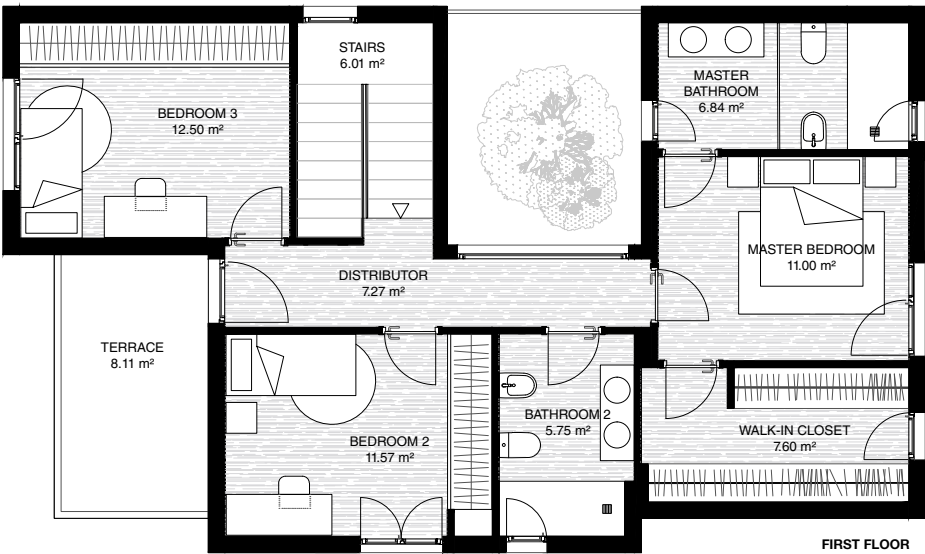 STAIRS
6.01 m²
MASTER
BATHROOM
6.84 m²
BEDROOM 3
12.50 m²
MASTER BEDROOM
11.00 m²
DISTRIBUTOR
7.27 m²
TERRACE
8.11 m²
BEDROOM 2
11.57 m²
BATHROOM 2
5.75 m²
WALK-IN CLOSET
7.60 m²
FIRST FLOOR